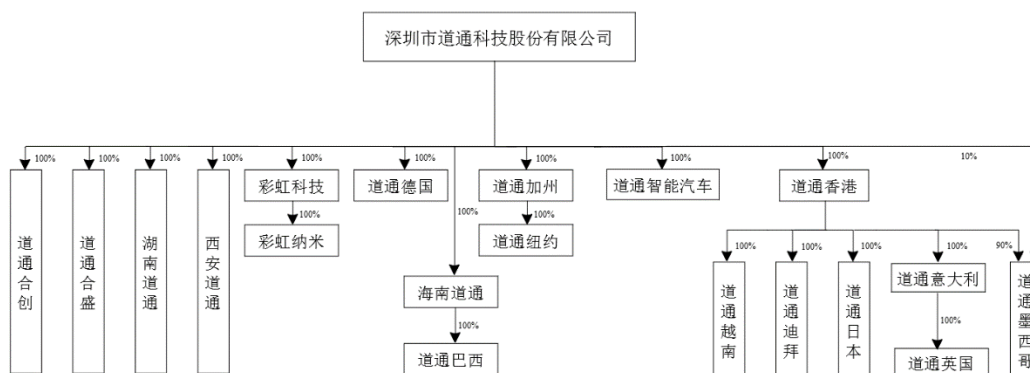 深圳市道通科技股份有限公司
100%
100%
100%
100%
100%
100%
100%
100%
100%
10%
道通合创
道通合盛
湖南道通
西安道通
彩虹科技
道通德国
100%
道通加州
道通智能汽车
道通香港
100%
彩虹纳米
100%
道通纽约
100%
100%
100%
100%
90%
海南道通
道通越南
道通迪拜
道通日本
道通意大利
道通墨西哥
100%
道通巴西
100%
道通英国